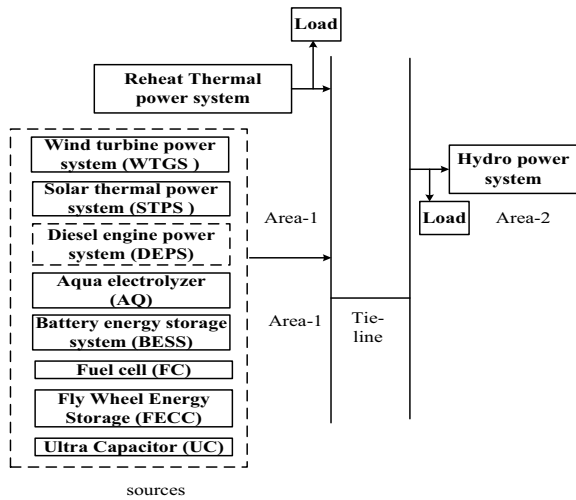 Load
Reheat Thermal
power system
Wind turbine power
system (WTGS )
Solar thermal power
system (STPS )
Diesel engine power
system (DEPS)
Aqua electrolyzer
(AQ)
Battery energy storage
system (BESS)
Fuel cell (FC)
Fly Wheel Energy
Storage (FECC)
Ultra Capacitor (UC)
sources
Area-1
Area-1
Tie-
line
Hydro power
system
Load
Area-2